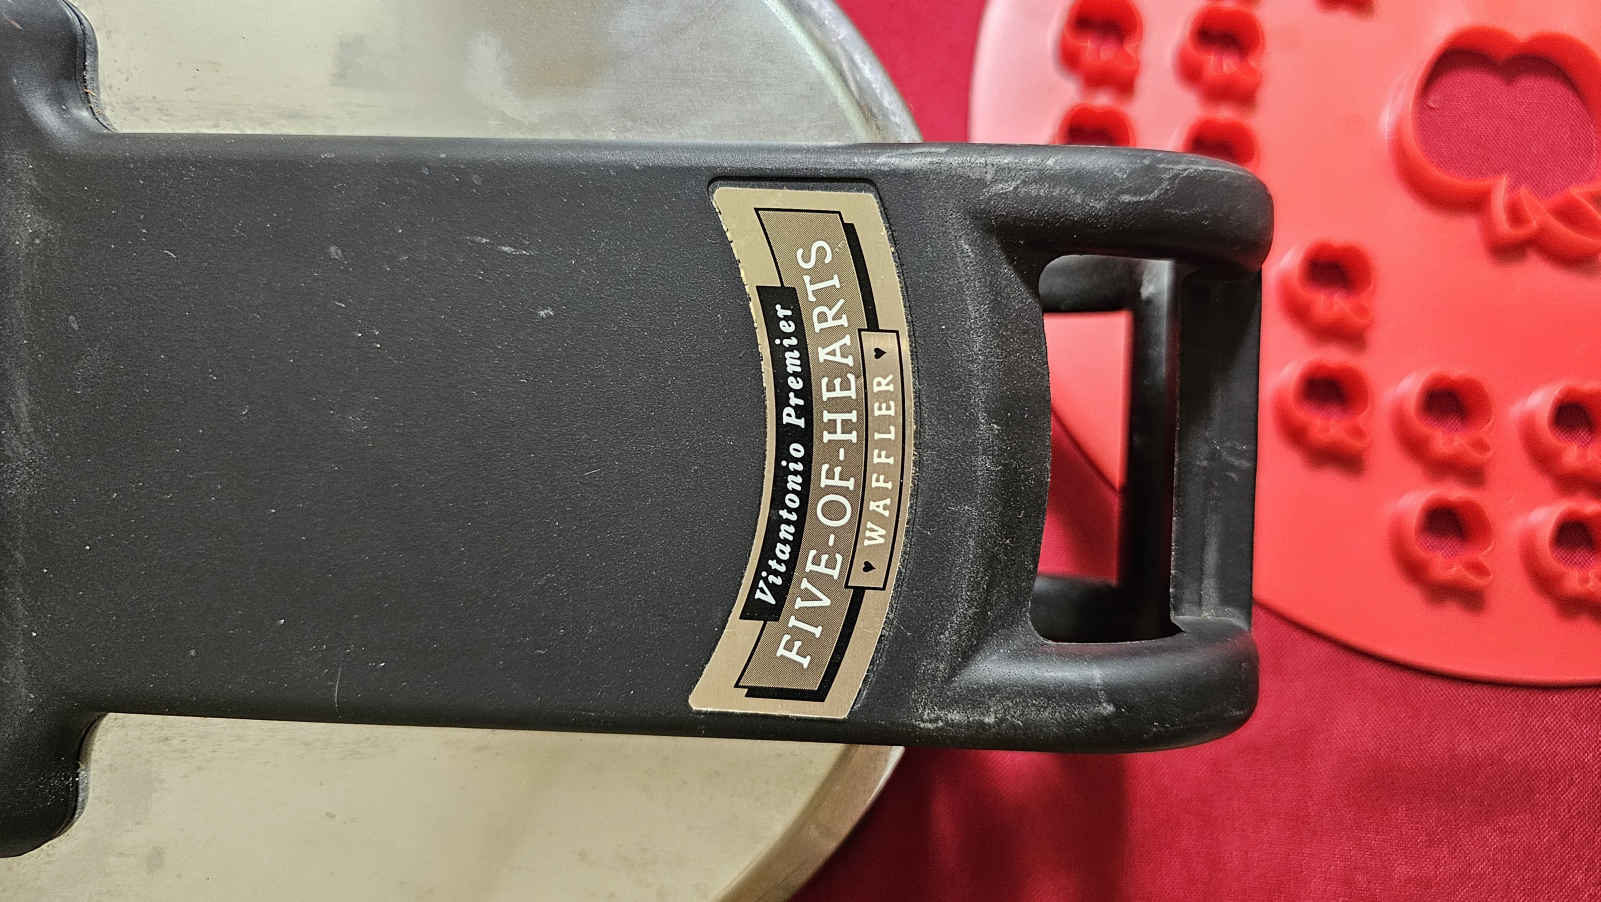 Vitantonio Premier
FIVE-OF-HEARTS
♥ WAFFLER ♥